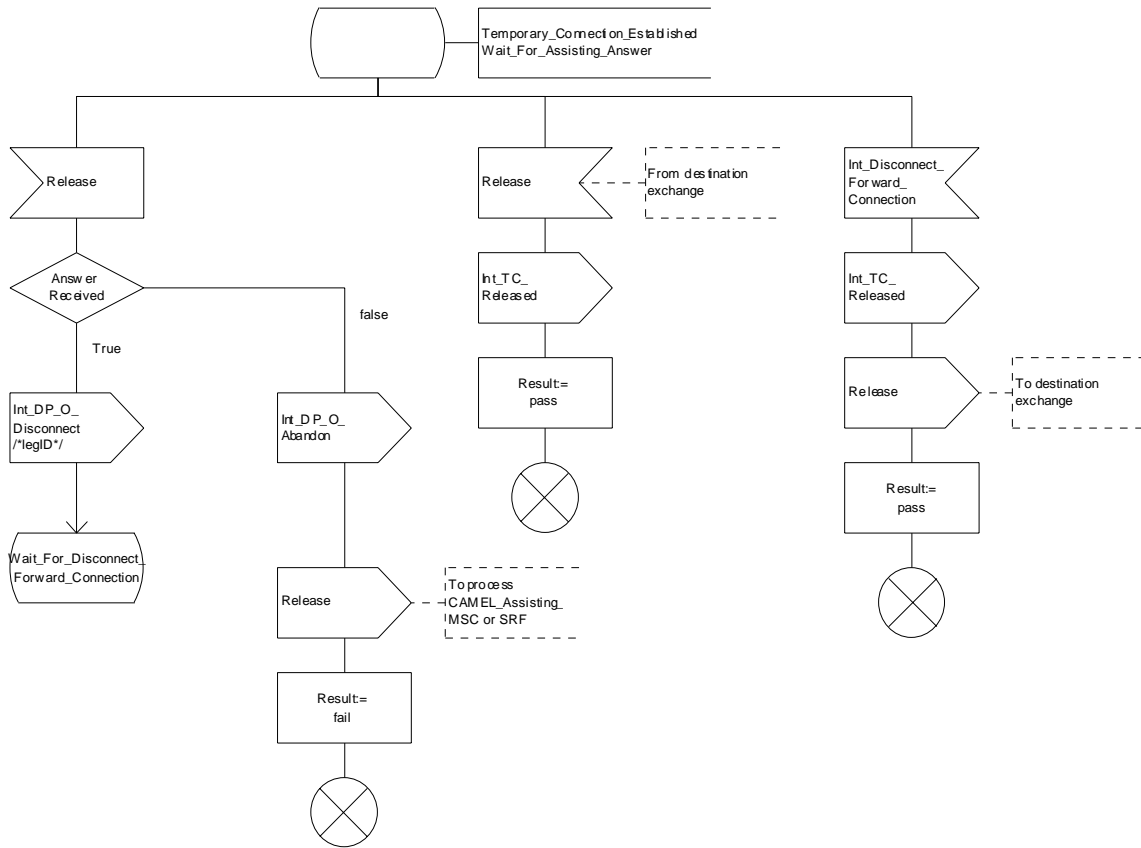 Temporary_Connection_Established
Wait_For_Assisting_Answer
Release
Release
From destination
exchange
Int_Disconnect_
Forward_
Connection
Answer
Received
false
True
Int_TC_
Released
Int_TC_
Released
Int_DP_O_
Disconnect
/*legID*/
Int_DP_O_
Abandon
Result:=
pass
Release
To destination
exchange
Result:=
pass
Wait_For_Disconnect_
Forward_Connection
Release
To process
CAMEL_Assisting_
MSC or SRF
Result:=
fail